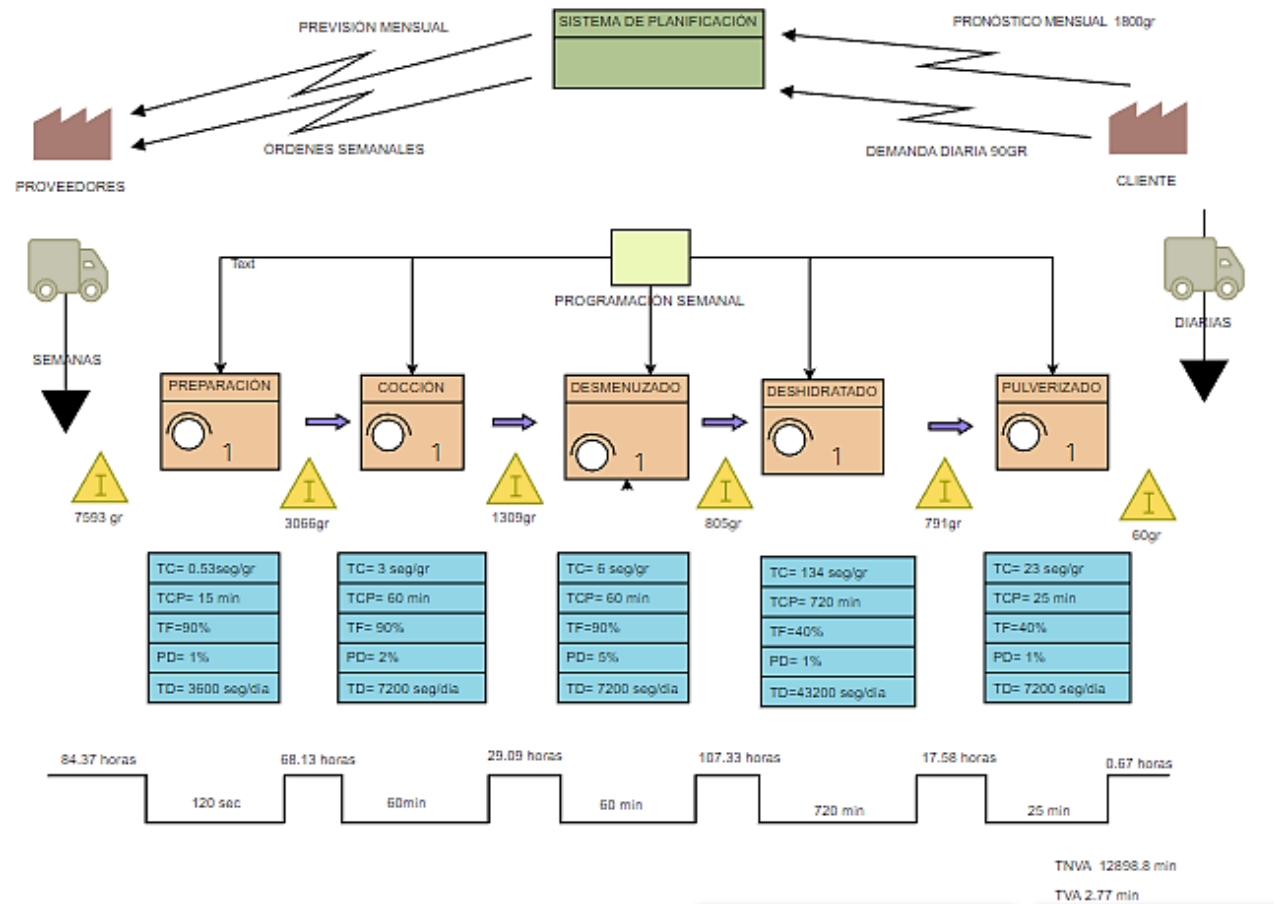 SISTEMA DE PLANIFICACIÓN
PREVISIÓN MENSUAL
PRONÓSTICO MENSUAL 1800gr
ÓRDENES SEMANALES
DEMANDA DIARIA 90GR
PROVEEDORES
CLIENTE
Text
PROGRAMACIÓN SEMANAL
SEMANAS
DIARIAS
PREPARACIÓN
1
COCCIÓN
1
DESMENUZADO
1
DESHIDRATADO
1
PULVERIZADO
1
I
7593 gr
I
3066gr
I
1309gr
I
805gr
I
791gr
I
60gr
TC= 0.53seg/gr
TCP= 15 min
TF=90%
PD= 1%
TD= 3600 seg/dia
TC= 3 seg/gr
TCP= 60 min
TF= 90%
PD= 2%
TD= 7200 seg/dia
TC= 6 seg/gr
TCP= 60 min
TF=90%
PD= 5%
TD= 7200 seg/dia
TC= 134 seg/gr
TCP= 720 min
TF=40%
PD= 1%
TD=43200 seg/dia
TC= 23 seg/gr
TCP= 25 min
TF=40%
PD= 1%
TD= 7200 seg/dia
84.37 horas
68.13 horas
29.09 horas
107.33 horas
17.58 horas
0.67 horas
120 sec
60min
60 min
720 min
25 min
TNVA 12898.8 min
TVA 2.77 min